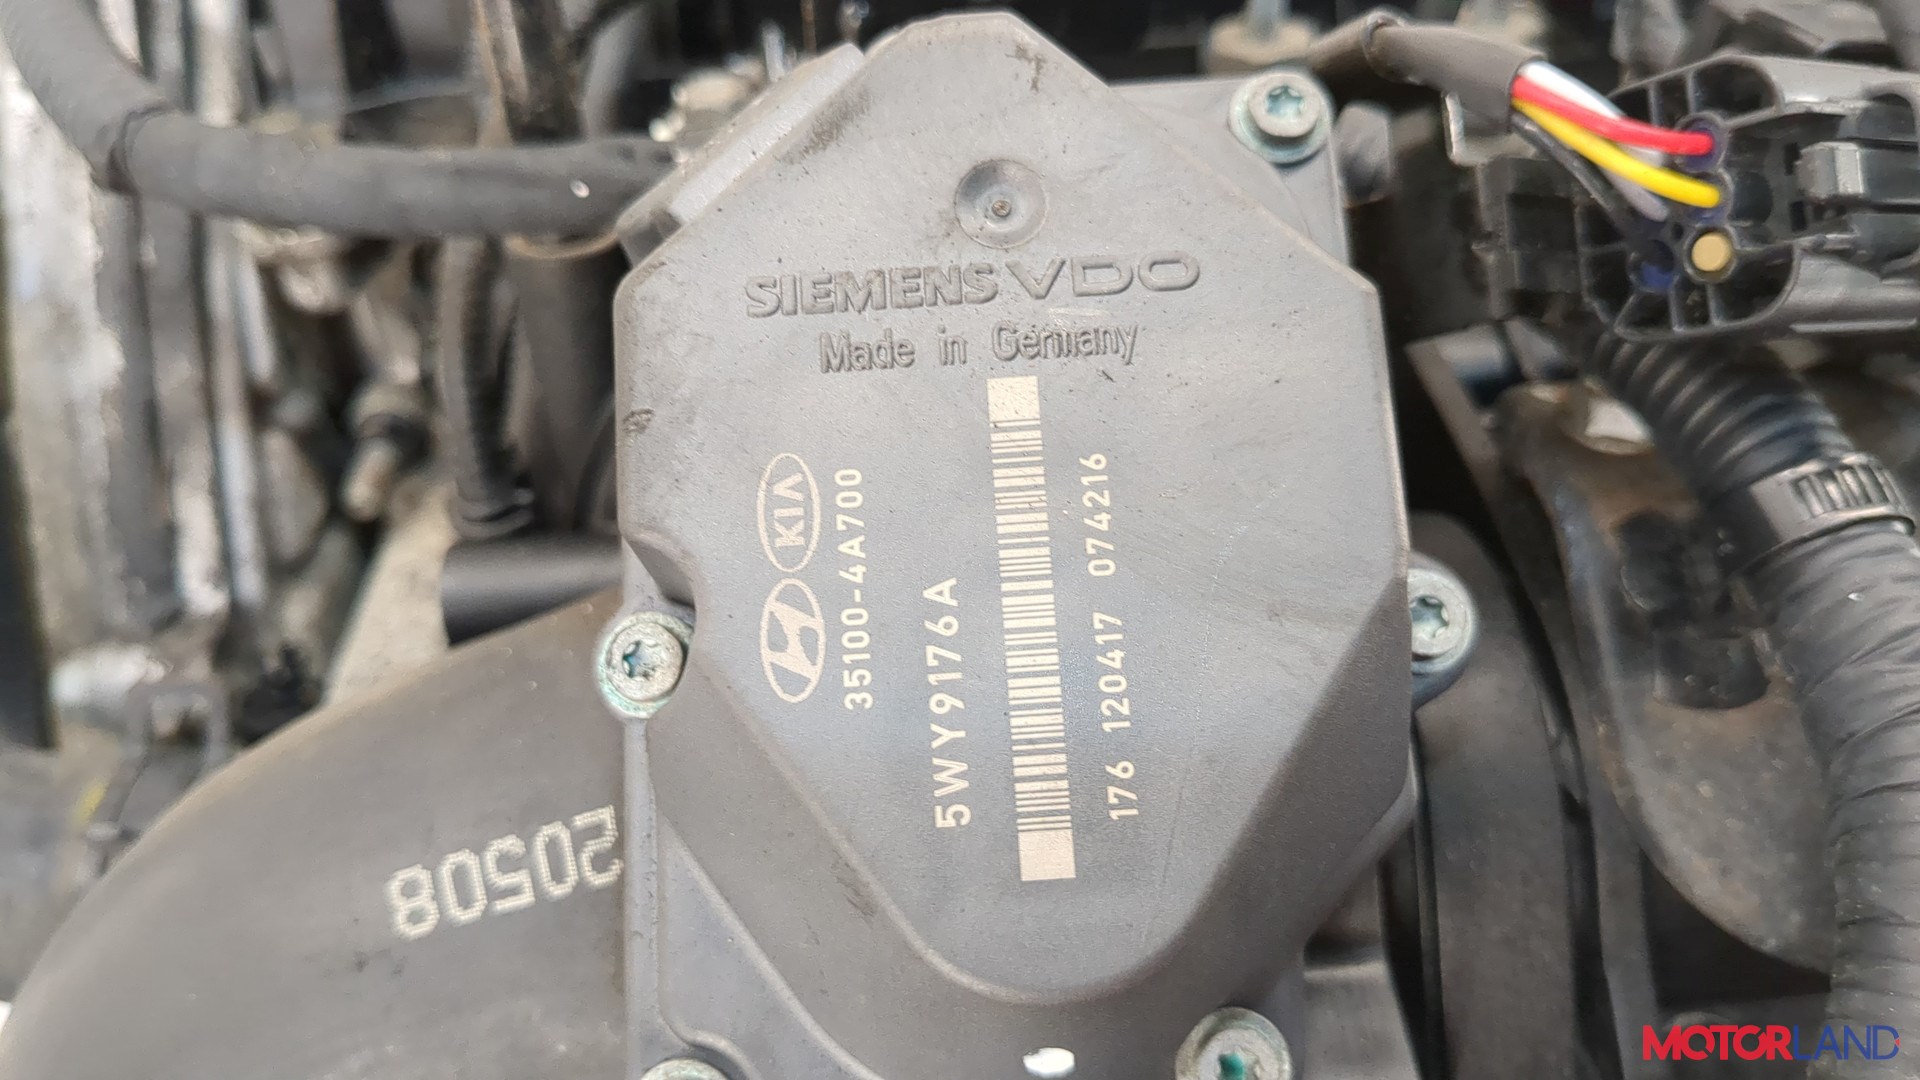 SIEMENS VDO
Made in Germany
KIA
35100-4A700
5WY9176A
176 120417 074216
20508
MOTORLAND